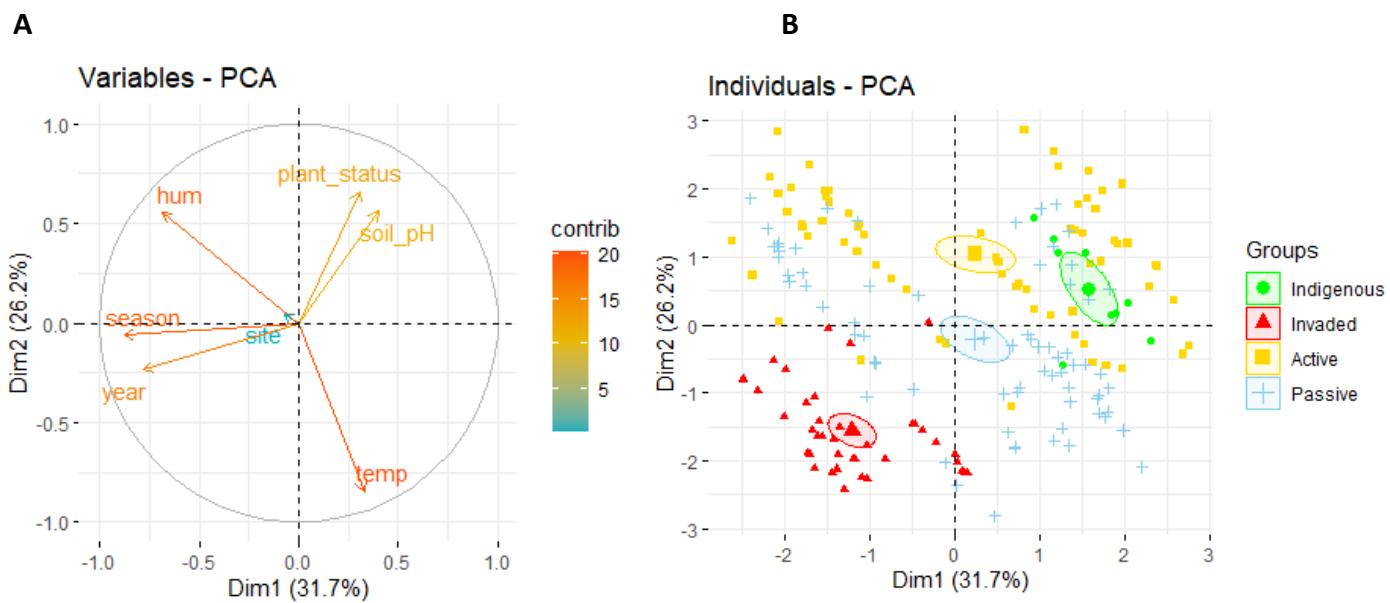 A
B
Variables - PCA
Individuals - PCA
1.0
0.5
0.0
-0.5
-1.0
Dim2 (26.2%)
plant_status
hum
soil_pH
season
site
year
temp
-1.0 -0.5 0.0 0.5 1.0
Dim1 (31.7%)
contrib
20
15
10
5
3
2
1
0
-1
-2
-3
Dim2 (26.2%)
-2 -1 0 1 2 3
Dim1 (31.7%)
Groups
Indigenous
Invaded
Active
Passive